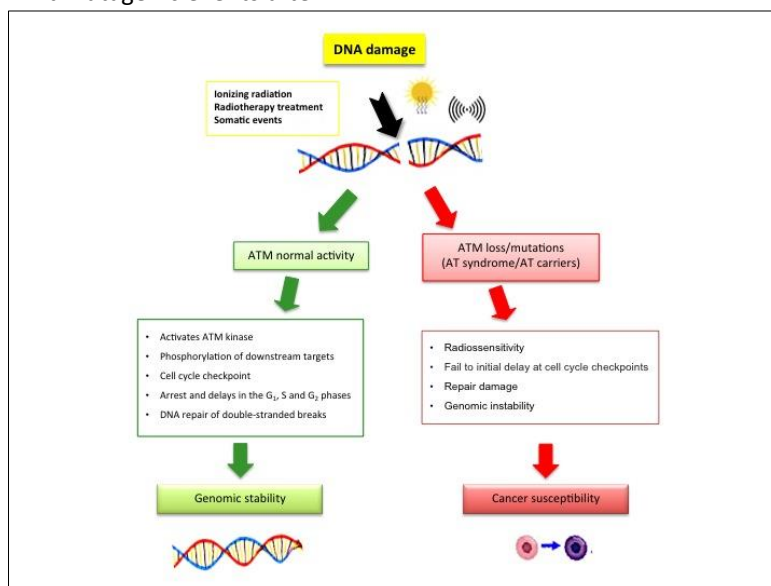 DNA damage
Ionizing radiation
Radiotherapy treatment
Somatic events
ATM normal activity
ATM loss/mutations
(AT syndrome/AT carriers)
• Activates ATM kinase
• Phosphorylation of downstream targets
• Cell cycle checkpoint
• Arrest and delays in the G₁, S and G₂ phases
• DNA repair of double-stranded breaks
• Radiossensitivity
• Fail to initial delay at cell cycle checkpoints
• Repair damage
• Genomic instability
Genomic stability
Cancer susceptibility